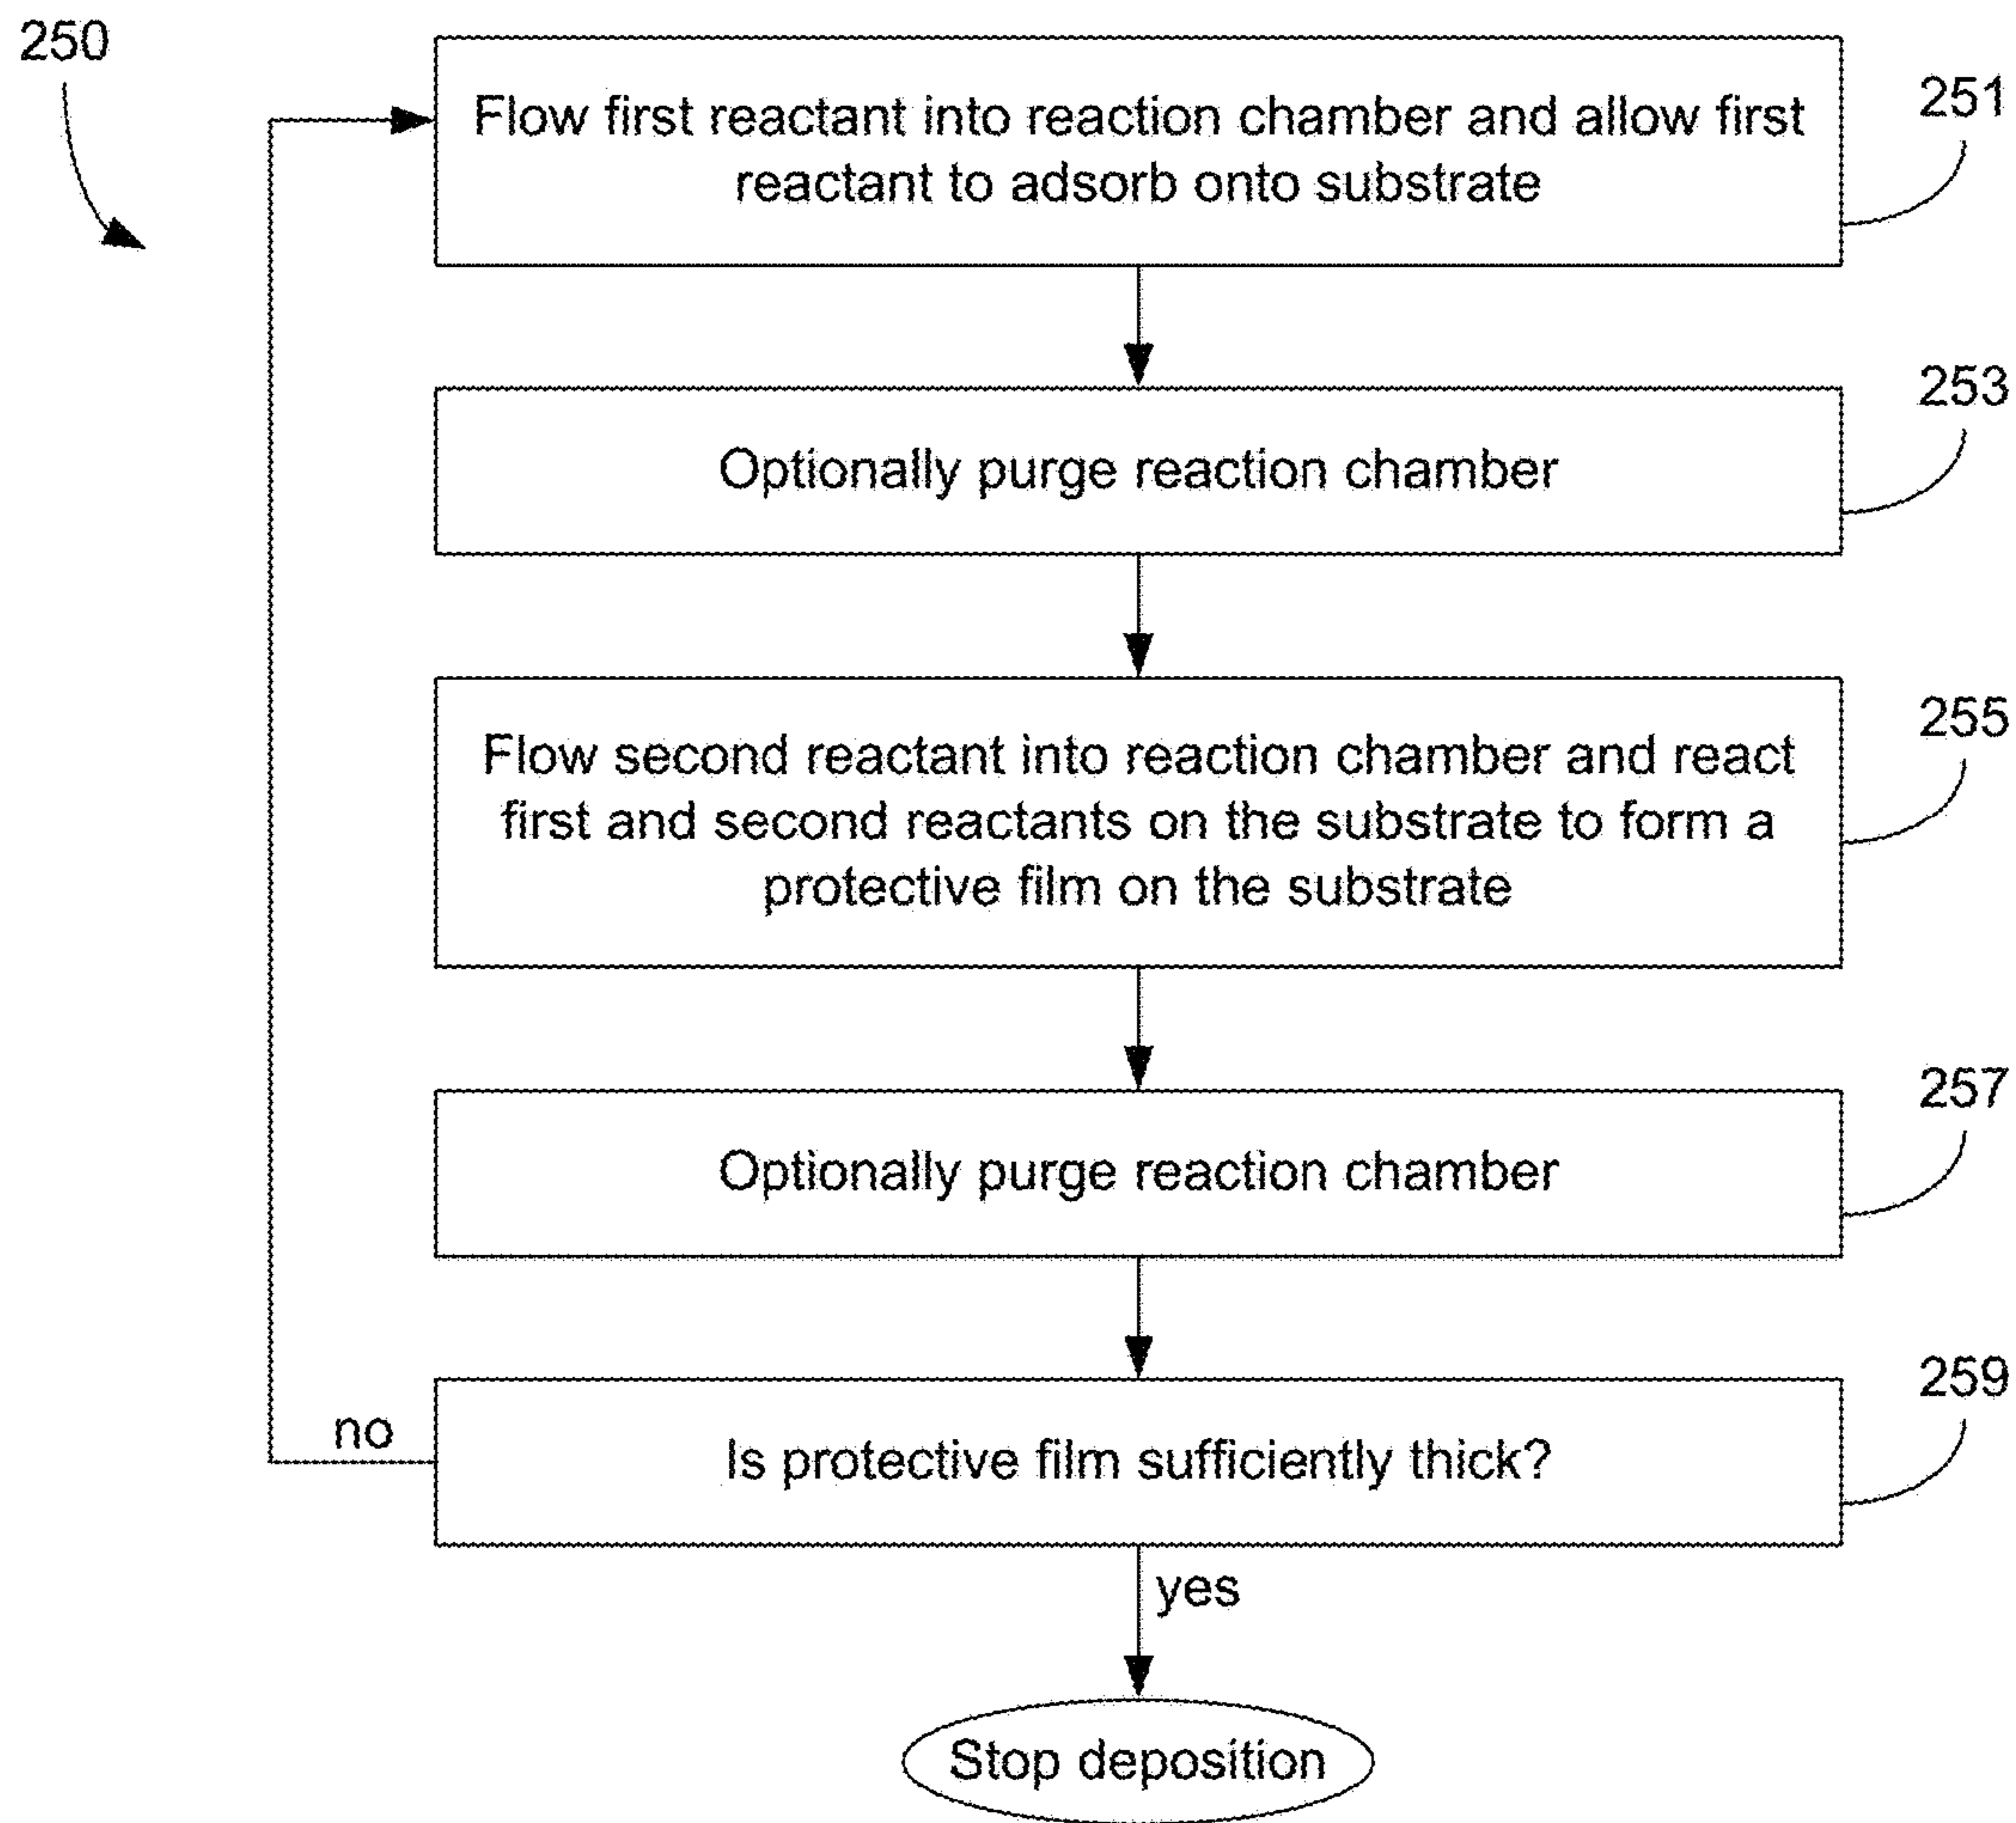 250
Flow first reactant into reaction chamber and allow first
reactant to adsorb onto substrate
251
Optionally purge reaction chamber
253
Flow second reactant into reaction chamber and react
first and second reactants on the substrate to form a
protective film on the substrate
255
Optionally purge reaction chamber
257
Is protective film sufficiently thick?
259
no
yes
Stop deposition